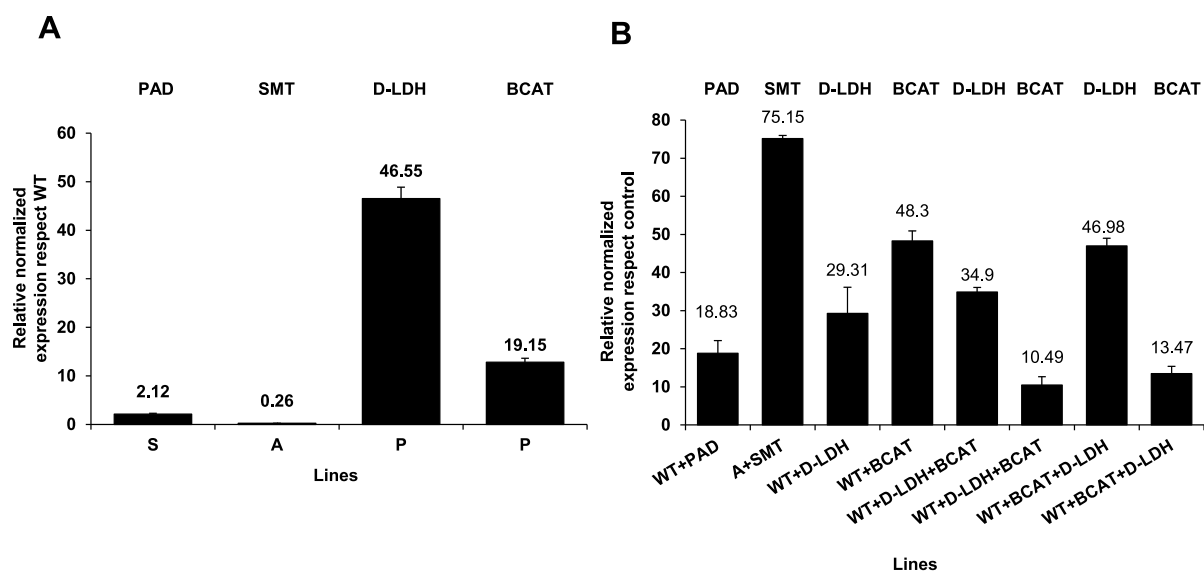 A
PAD SMT D-LDH BCAT
Relative normalized
expression respect WT
60
50
40
30
20
10
0
2.12
0.26
46.55
19.15
S A P P
Lines
B
PAD SMT D-LDH BCAT D-LDH BCAT D-LDH BCAT
Relative normalized
expression respect control
80
70
60
50
40
30
20
10
0
18.83
75.15
29.31
48.3
34.9
10.49
46.98
13.47
WT+PAD
A+SMT
WT+D-LDH
WT+BCAT
WT+D-LDH+BCAT
WT+D-LDH+BCAT
WT+BCAT+D-LDH
WT+BCAT+D-LDH
Lines